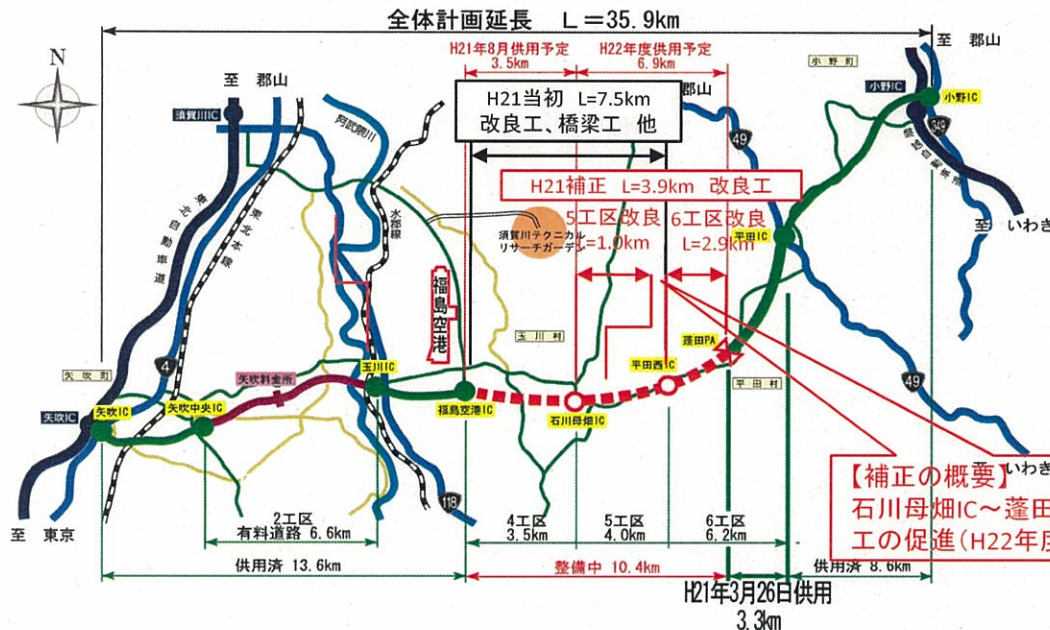 全体計画延長 L=35.9km
H21年8月供用予定
3.5km
H22年度供用予定
6.9km
至 郡山
小野町
N
至 郡山
小野IC
小野IC
須賀川IC
阿武隈川
H21当初 L=7.5km
改良工、橋梁工 他
郡山
49
349
H21補正 L=3.9km 改良工
東北自動車道
東北本線
水郡線
須賀川テクニカル
リサーチガーデン
5工区改良
L=1.0km
6工区改良
L=2.9km
平田IC
至 いわき
福島空港
玉川村
蓬田PA
4
矢吹町
矢吹料金所
玉川IC
平田西IC
平田村
49
矢吹IC
矢吹IC
矢吹中央IC
福島空港IC
石川母畑IC
至 いわき
【補正の概要】
石川母畑IC~蓬田
工の促進(H22年度
118
至 東京
2工区
有料道路 6.6km
4工区
3.5km
5工区
4.0km
6工区
6.2km
供用済 13.6km
整備中 10.4km
供用済 8.6km
H21年3月26日供用
3.3km